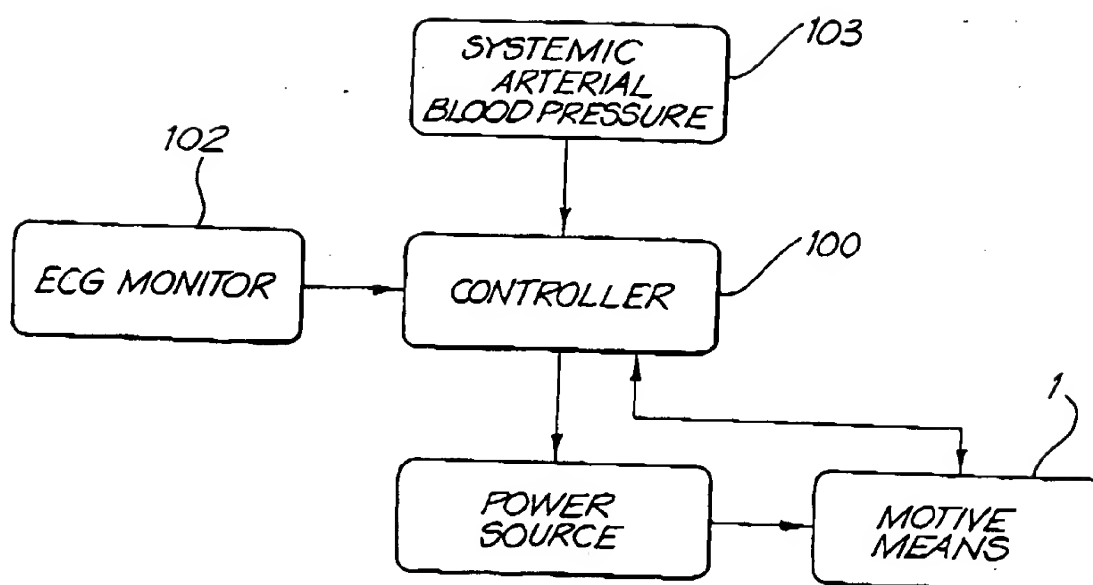 SYSTEMIC
ARTERIAL
BLOOD PRESSURE
103
102
ECG MONITOR
CONTROLLER
100
POWER
SOURCE
MOTIVE
MEANS
1